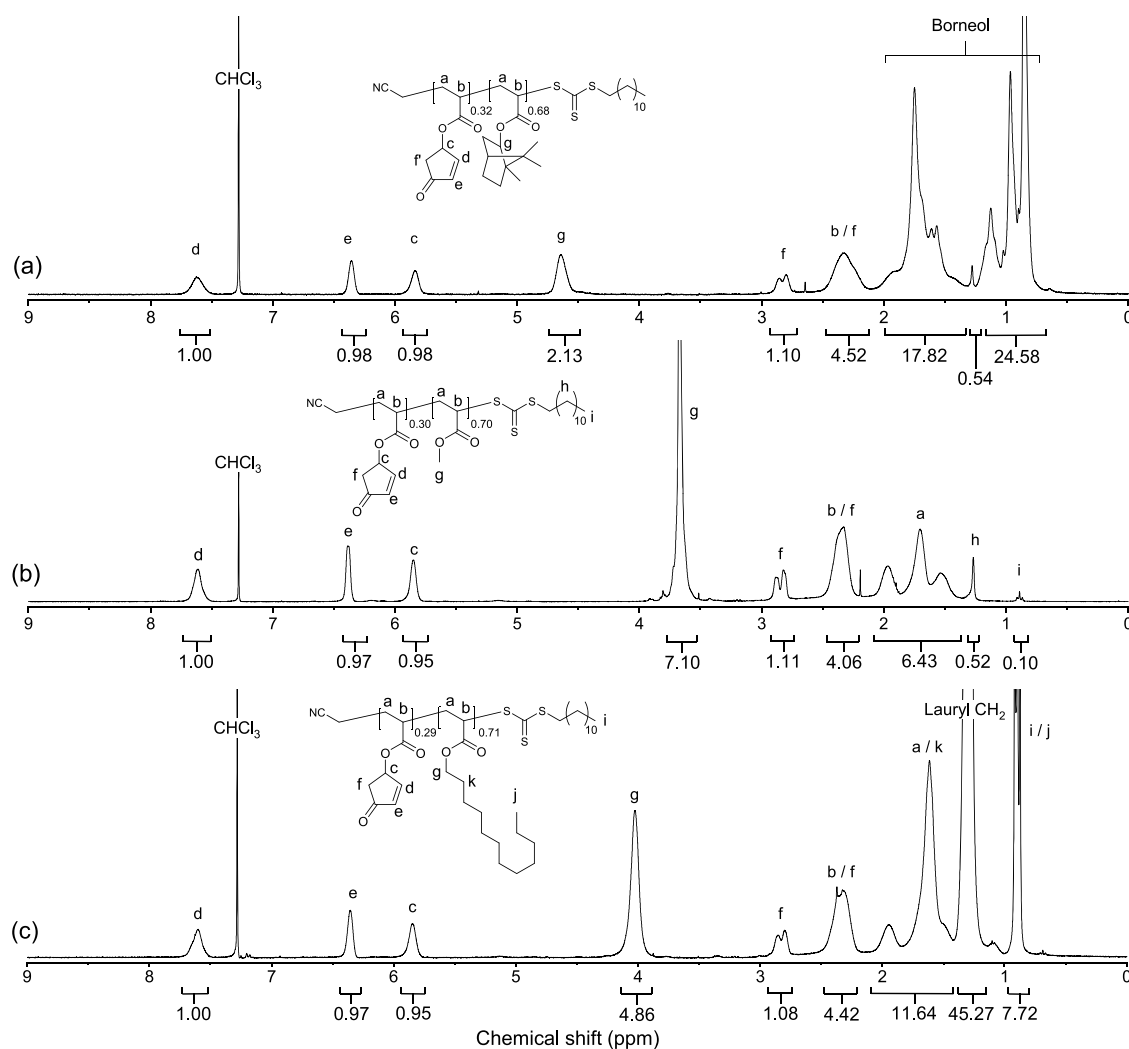 Borneol
CHCl3
a b a b
NC 0.32 0.68 S S 10
S
O O O O
c g
f' d
e
O
d e c g f b / f
(a)
9 8 7 6 5 4 3 2 1 0
1.00 0.98 0.98 2.13 1.10 4.52 17.82 0.54 24.58
a b a b (h)
NC 0.30 0.70 S S 10 i
S
O O O O
c g
f d
e
O
CHCl3
d e c g f b / f a h i
(b)
9 8 7 6 5 4 3 2 1 0
1.00 0.97 0.95 7.10 1.11 4.06 6.43 0.52 0.10
a b a b
NC 0.29 0.71 S S 10 i
S
O O O O
c g k
f d
e j
O
CHCl3
Lauryl CH2
d e c g f b / f a / k i / j
(c)
9 8 7 6 5 4 3 2 1 0
1.00 0.97 0.95 4.86 1.08 4.42 11.64 45.27 7.72
Chemical shift (ppm)